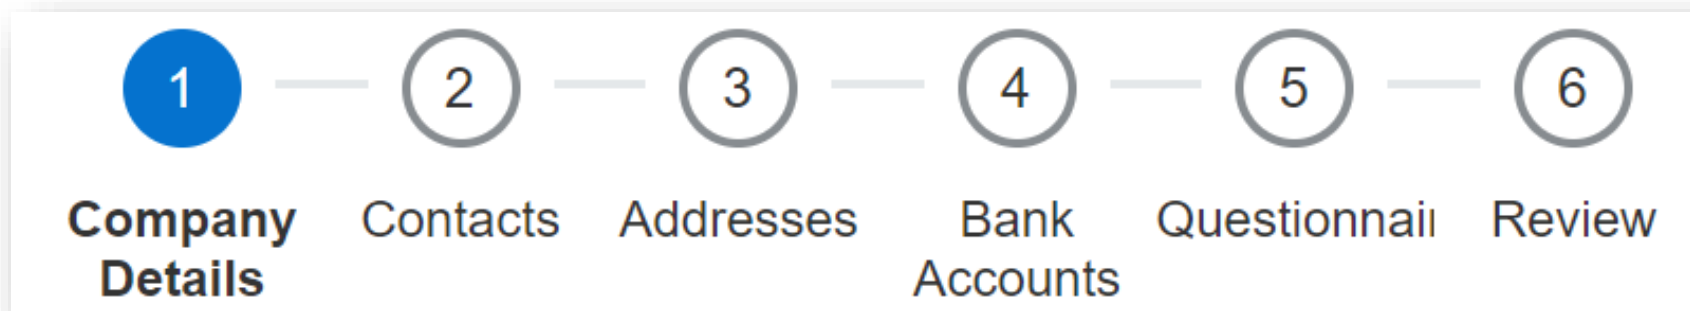 1 2 3 4 5 6
Company Contacts Addresses Bank Questionnai Review
Details Accounts